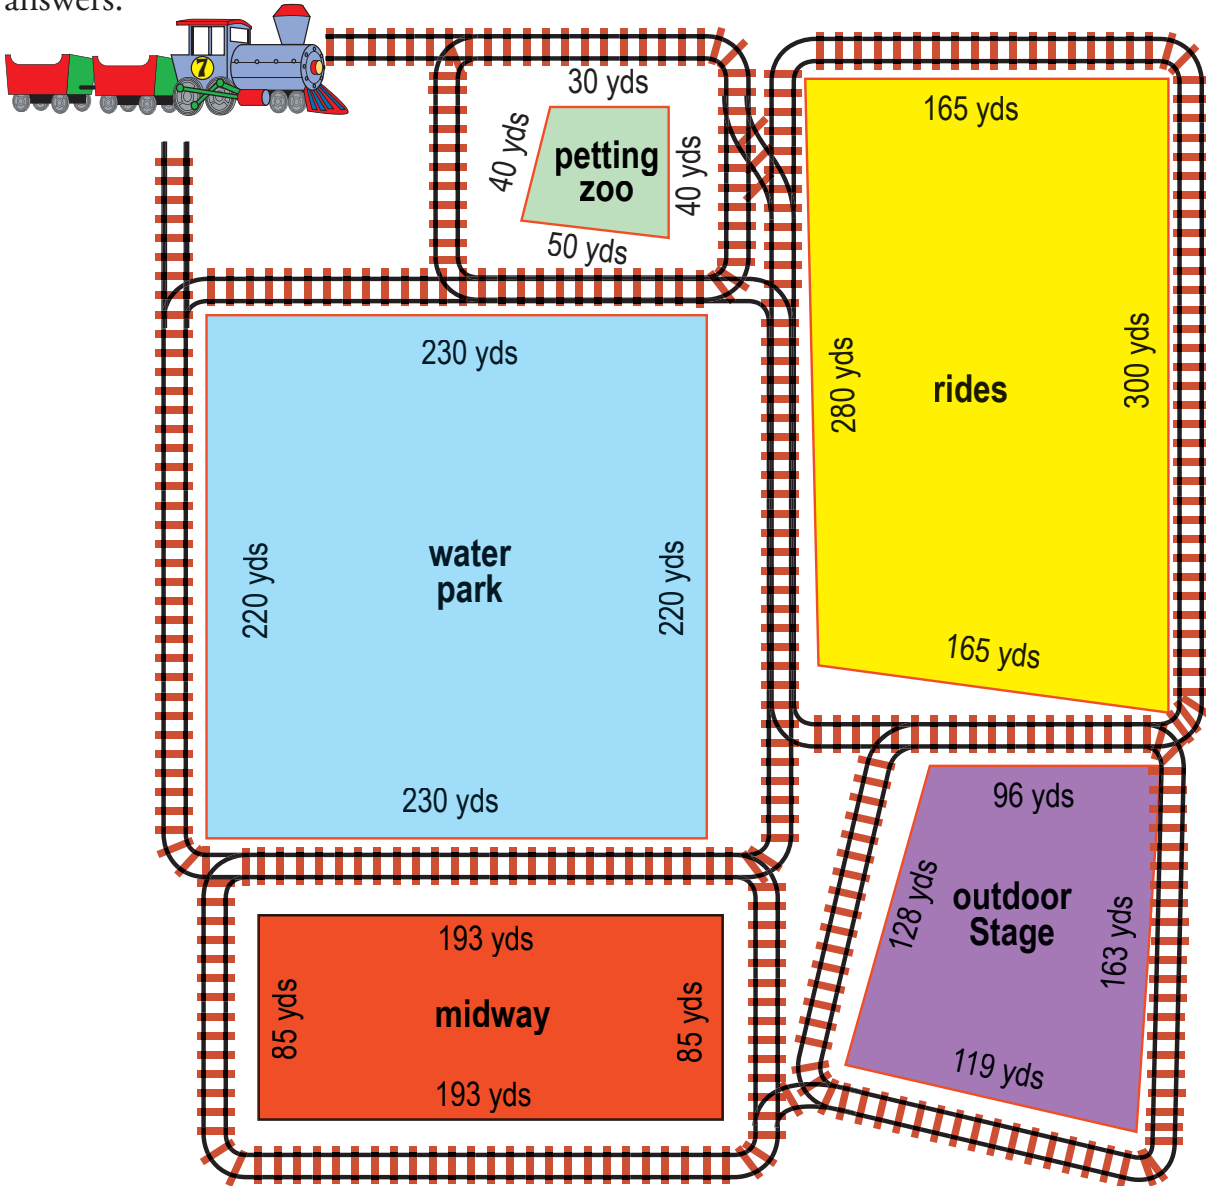 answers.
7
30 yds
40 yds
petting
zoo
40 yds
50 yds
165 yds
280 yds
rides
300 yds
165 yds
230 yds
220 yds
water
park
220 yds
230 yds
96 yds
128 yds
outdoor
Stage
163 yds
119 yds
193 yds
85 yds
midway
85 yds
193 yds